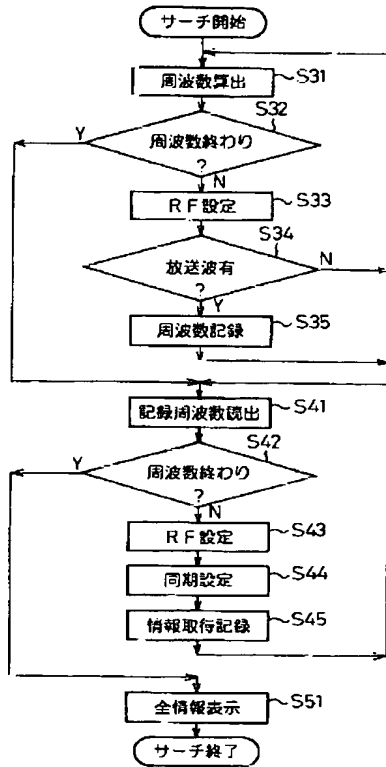 サーチ開始
周波数算出 S31
S32
Y 周波数終わり
?
N
RF設定 S33
S34
放送波有 N
?
Y
周波数記録 S35
記録周波数読出 S41
S42
Y 周波数終わり
?
N
RF設定 S43
同期設定 S44
情報取得記録 S45
全情報表示 S51
サーチ終了